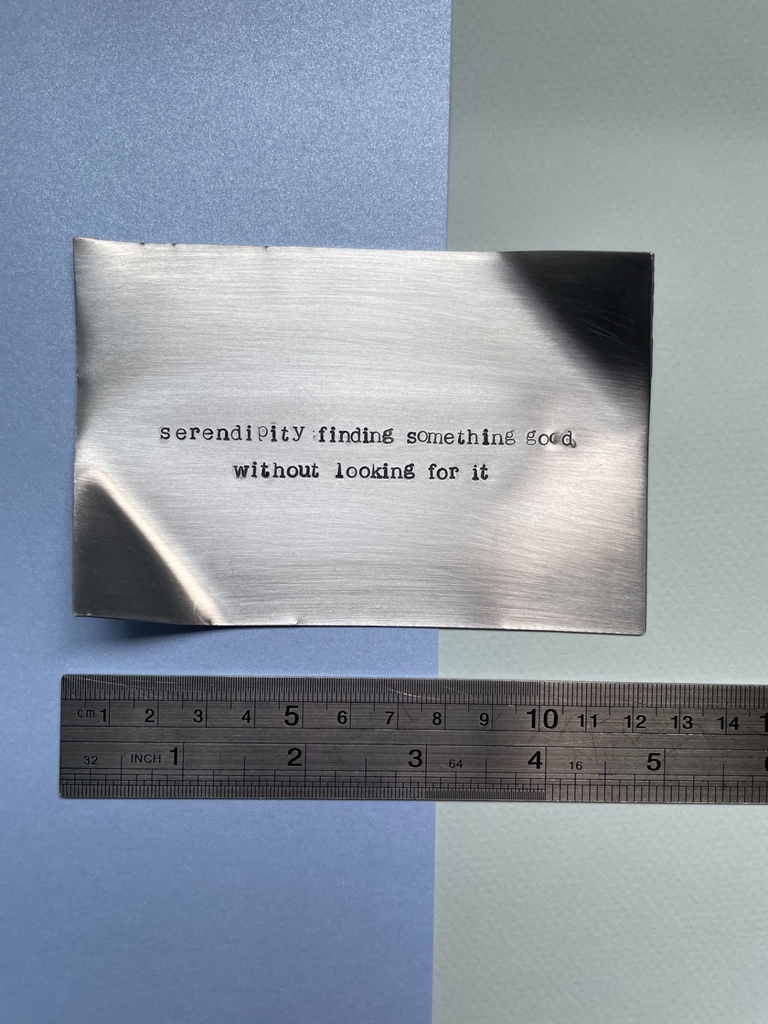 serendipity :finding something good
without looking for it
cm 1 2 3 4 5 6 7 8 9 10 11 12 13 14
32 INCH 1 2 3 64 4 16 5